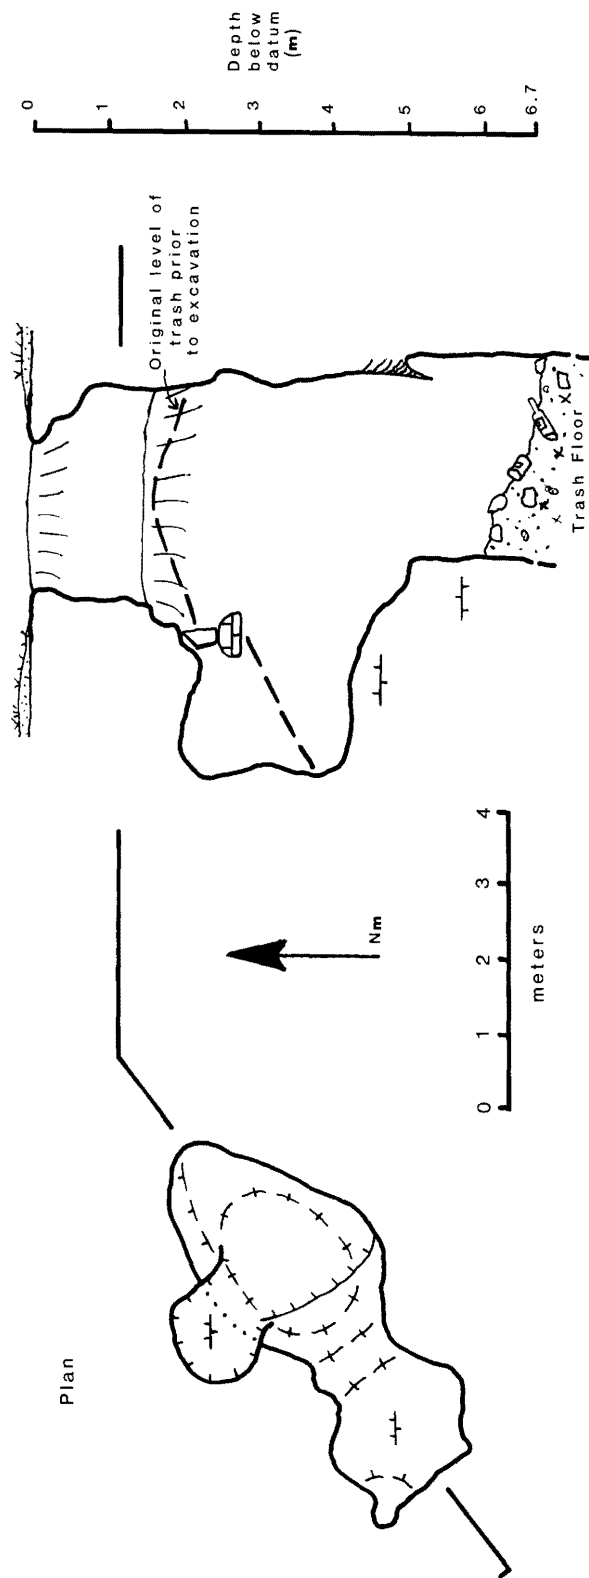 Plan
Nm
0 1 2 3 4
meters
Original level of
trash prior
to excavation
Trash Floor
Depth
below
datum
(m)
0
1
2
3
4
5
6
6.7